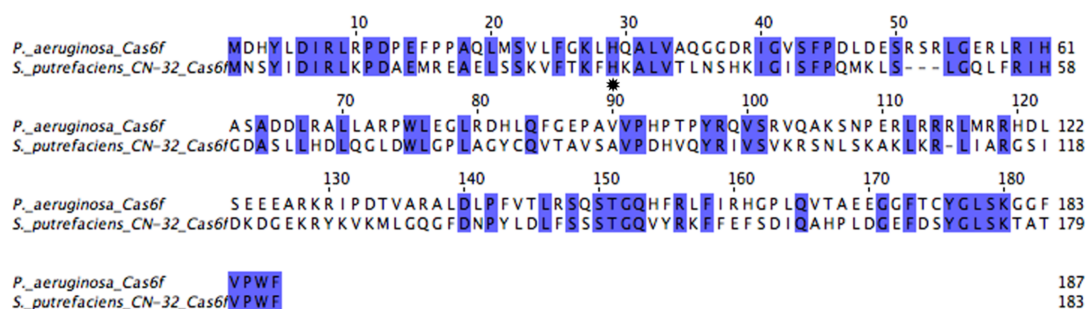 10 20 30 40 50
P._aeruginosa_Cas6f MDHYLDIRLRPDPEFPPAQLMSVLFGKLHQALVAQGGDRIGVSFPDLDESRSRLGERLRIH 61
S._putrefaciens_CN-32_Cas6f MNSYIDIRLKPDAEMREAELSSKVFTKFHKALVTLNSHKIGISFPQMKLS---LGQLFRIH 58
70 80 90 100 110 120
P._aeruginosa_Cas6f ASADDLRALLARPWLEGLRDHLQFGEPAVVPHPTPYRQVSRVQAKSNPERLRRRLMRRHDL 122
S._putrefaciens_CN-32_Cas6f GDASLLHDLQGLDWLGPLAGYCQVTAVSAVPDHVQYRIVSVKRSNLSKAKLKR-LIARGSI 118
130 140 150 160 170 180
P._aeruginosa_Cas6f SEEEARKRIPDTVARALDLPFVTLRSQSTGQHFRLFIRHGPLQVTAEEGGFTCYGLSKGGF 183
S._putrefaciens_CN-32_Cas6f DKDGEKRYKVKMLGQGFDNPYLDLFSSSTGQVYRKFFEFSDIQAHPLDGEFDSYGLSKTAT 179
P._aeruginosa_Cas6f VPWF 187
S._putrefaciens_CN-32_Cas6f VPWF 183